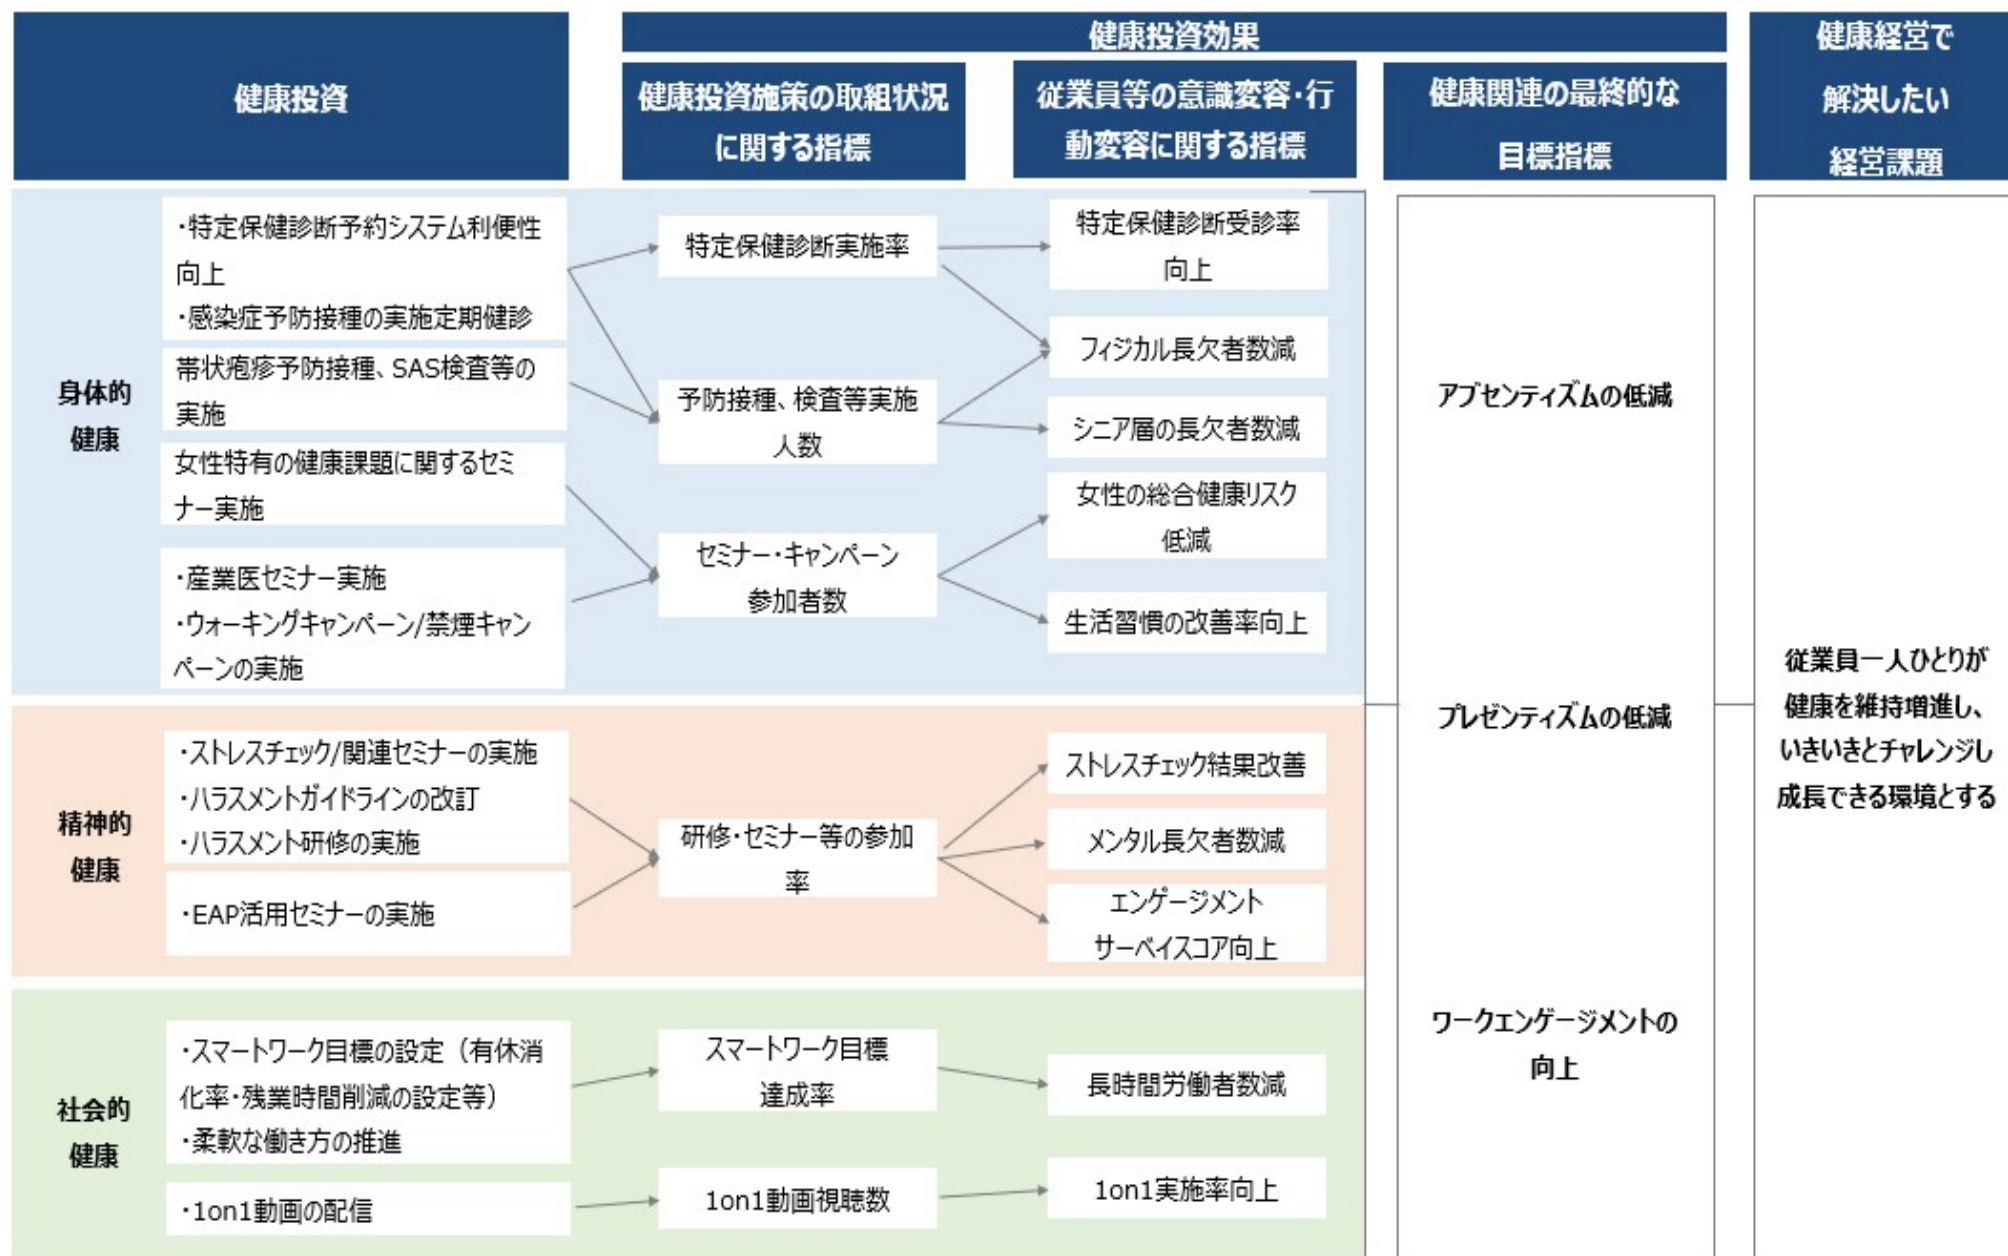 健康投資
健康投資効果
健康投資施策の取組状況
に関する指標
従業員等の意識変容・行
動変容に関する指標
健康関連の最終的な
目標指標
健康経営で
解決したい
経営課題
身体的
健康
・特定保健診断予約システム利便性
向上
・感染症予防接種の実施定期健診
帯状疱疹予防接種、SAS検査等の
実施
女性特有の健康課題に関するセミ
ナー実施
・産業医セミナー実施
・ウォーキングキャンペーン/禁煙キャン
ペーンの実施
特定保健診断実施率
予防接種、検査等実施
人数
セミナー・キャンペーン
参加者数
特定保健診断受診率
向上
フィジカル長欠者数減
シニア層の長欠者数減
女性の総合健康リスク
低減
生活習慣の改善率向上
精神的
健康
・ストレスチェック/関連セミナーの実施
・ハラスメントガイドラインの改訂
・ハラスメント研修の実施
・EAP活用セミナーの実施
研修・セミナー等の参加
率
ストレスチェック結果改善
メンタル長欠者数減
エンゲージメント
サーベイスコア向上
社会的
健康
・スマートワーク目標の設定（有休消
化率・残業時間削減の設定等）
・柔軟な働き方の推進
・1on1動画の配信
スマートワーク目標
達成率
1on1動画視聴数
長時間労働者数減
1on1実施率向上
アブセンティズムの低減
プレゼンティズムの低減
ワークエンゲージメントの
向上
従業員一人ひとりが
健康を維持増進し、
いきいきとチャレンジし
成長できる環境とする